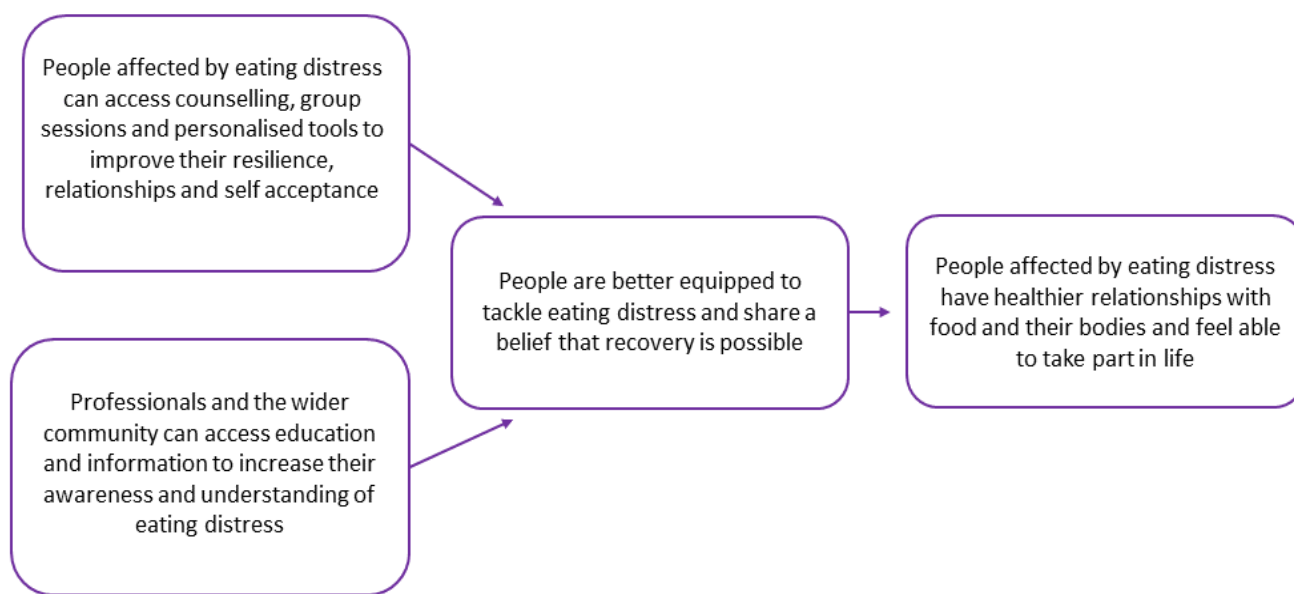 People affected by eating distress
can access counselling, group
sessions and personalised tools to
improve their resilience,
relationships and self acceptance
Professionals and the wider
community can access education
and information to increase their
awareness and understanding of
eating distress
People are better equipped to
tackle eating distress and share a
belief that recovery is possible
People affected by eating distress
have healthier relationships with
food and their bodies and feel able
to take part in life